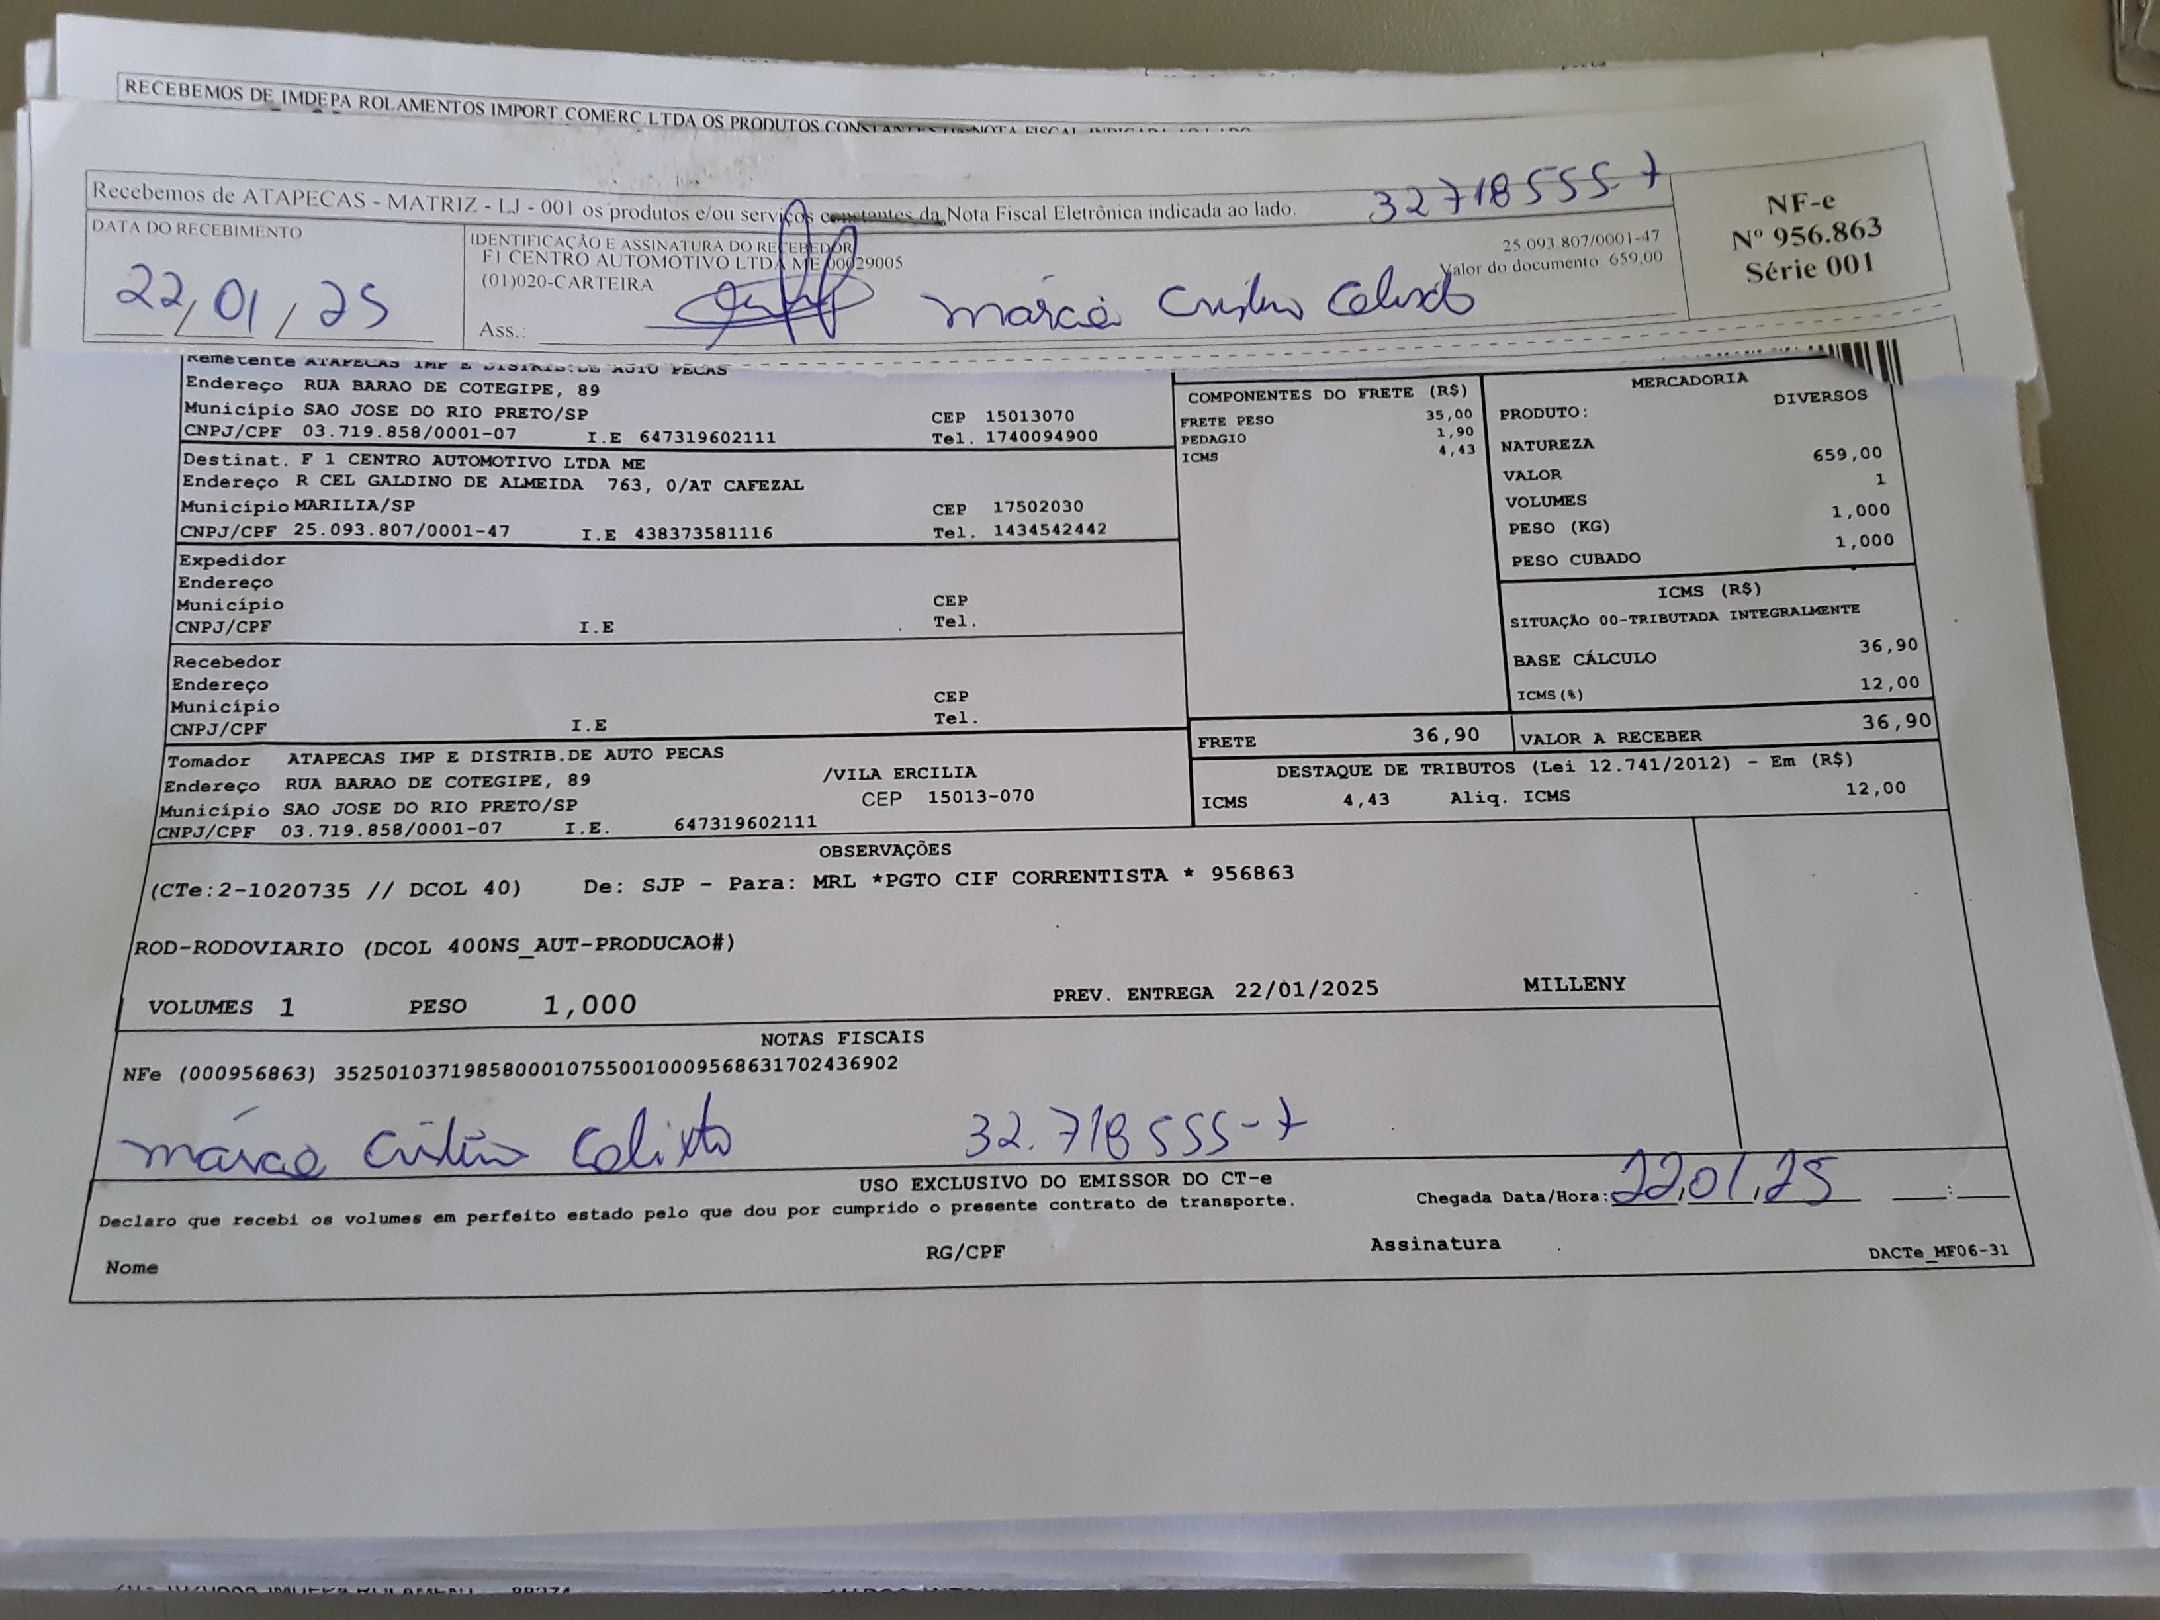 RECEBEMOS DE IMDEPA ROLAMENTOS IMPORT COMERC LTDA OS PRODUTOS CONSTANTES
Recebemos de ATAPECAS - MATRIZ - LJ - 001 os produtos e/ou serviços constantes da Nota Fiscal Eletrônica indicada ao lado.
32718555-7
DATA DO RECEBIMENTO
22/01/25
IDENTIFICAÇÃO E ASSINATURA DO RECEBEDOR
F1 CENTRO AUTOMOTIVO LTDA ME 00029005
(01)020-CARTEIRA
25.093.807/0001-47
Valor do documento 659,00
Ass.:
NF-e
Nº 956.863
Série 001
Remetente ATAPECAS IMP E DISTRIB.DE AUTO PECAS
Endereço RUA BARAO DE COTEGIPE, 89
Município SAO JOSE DO RIO PRETO/SP CEP 15013070
CNPJ/CPF 03.719.858/0001-07 I.E 647319602111 Tel. 1740094900
Destinat. F 1 CENTRO AUTOMOTIVO LTDA ME
Endereço R CEL GALDINO DE ALMEIDA 763, 0/AT CAFEZAL
Município MARILIA/SP CEP 17502030
CNPJ/CPF 25.093.807/0001-47 I.E 438373581116 Tel. 1434542442
Expedidor
Endereço
Município CEP
CNPJ/CPF I.E Tel.
Recebedor
Endereço
Município CEP
CNPJ/CPF I.E Tel.
Tomador ATAPECAS IMP E DISTRIB.DE AUTO PECAS
Endereço RUA BARAO DE COTEGIPE, 89 /VILA ERCILIA
Município SAO JOSE DO RIO PRETO/SP CEP 15013-070
CNPJ/CPF 03.719.858/0001-07 I.E. 647319602111
COMPONENTES DO FRETE (R$)
FRETE PESO 35,00
PEDAGIO 1,90
ICMS 4,43
MERCADORIA
PRODUTO: DIVERSOS
NATUREZA
VALOR 659,00
VOLUMES 1
PESO (KG) 1,000
PESO CUBADO 1,000
ICMS (R$)
SITUAÇÃO 00-TRIBUTADA INTEGRALMENTE
BASE CÁLCULO 36,90
ICMS(%) 12,00
FRETE 36,90 VALOR A RECEBER 36,90
DESTAQUE DE TRIBUTOS (Lei 12.741/2012) - Em (R$)
ICMS 4,43 Aliq. ICMS 12,00
OBSERVAÇÕES
(CTe:2-1020735 // DCOL 40) De: SJP - Para: MRL *PGTO CIF CORRENTISTA * 956863
ROD-RODOVIARIO (DCOL 400NS_AUT-PRODUCAO#)
VOLUMES 1 PESO 1,000 PREV. ENTREGA 22/01/2025 MILLENY
NOTAS FISCAIS
NFe (000956863) 35250103719858000107550010009568631702436902
32.718555-7
USO EXCLUSIVO DO EMISSOR DO CT-e
Declaro que recebi os volumes em perfeito estado pelo que dou por cumprido o presente contrato de transporte. Chegada Data/Hora: 22,01,25 __:__
Nome RG/CPF Assinatura DACTe_MF06-31